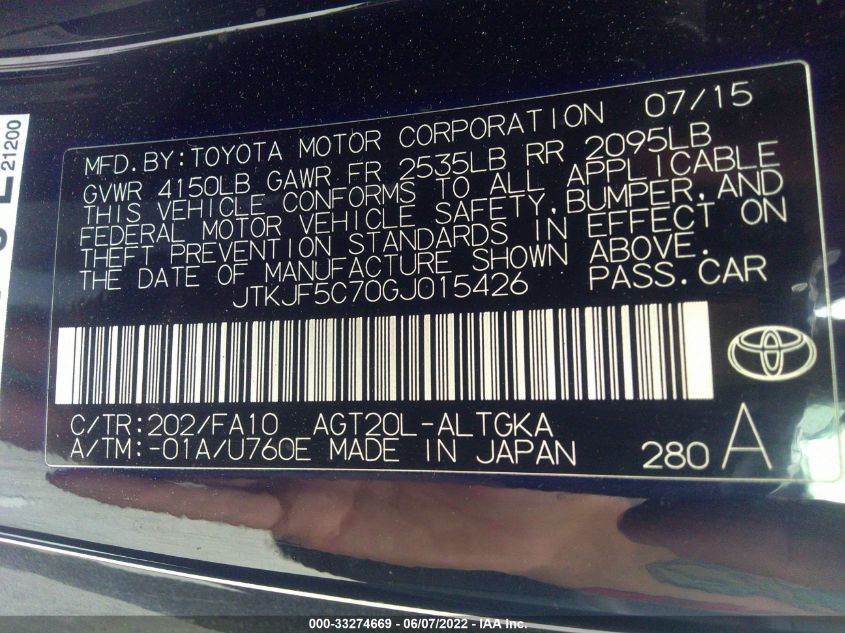 21200
MFD.BY:TOYOTA MOTOR CORPORATION 07/15
GVWR 4150LB GAWR FR 2535LB RR 2095LB
THIS VEHICLE CONFORMS TO ALL APPLICABLE
FEDERAL MOTOR VEHICLE SAFETY,BUMPER,AND
THEFT PREVENTION STANDARDS IN EFFECT ON
THE DATE OF MANUFACTURE SHOWN ABOVE.
JTKJF5C70GJ015426 PASS.CAR
C/TR:202/FA10 AGT20L-ALTGKA
A/TM:-01A/U760E MADE IN JAPAN 280 A
000-33274669 - 06/07/2022 - IAA Inc.